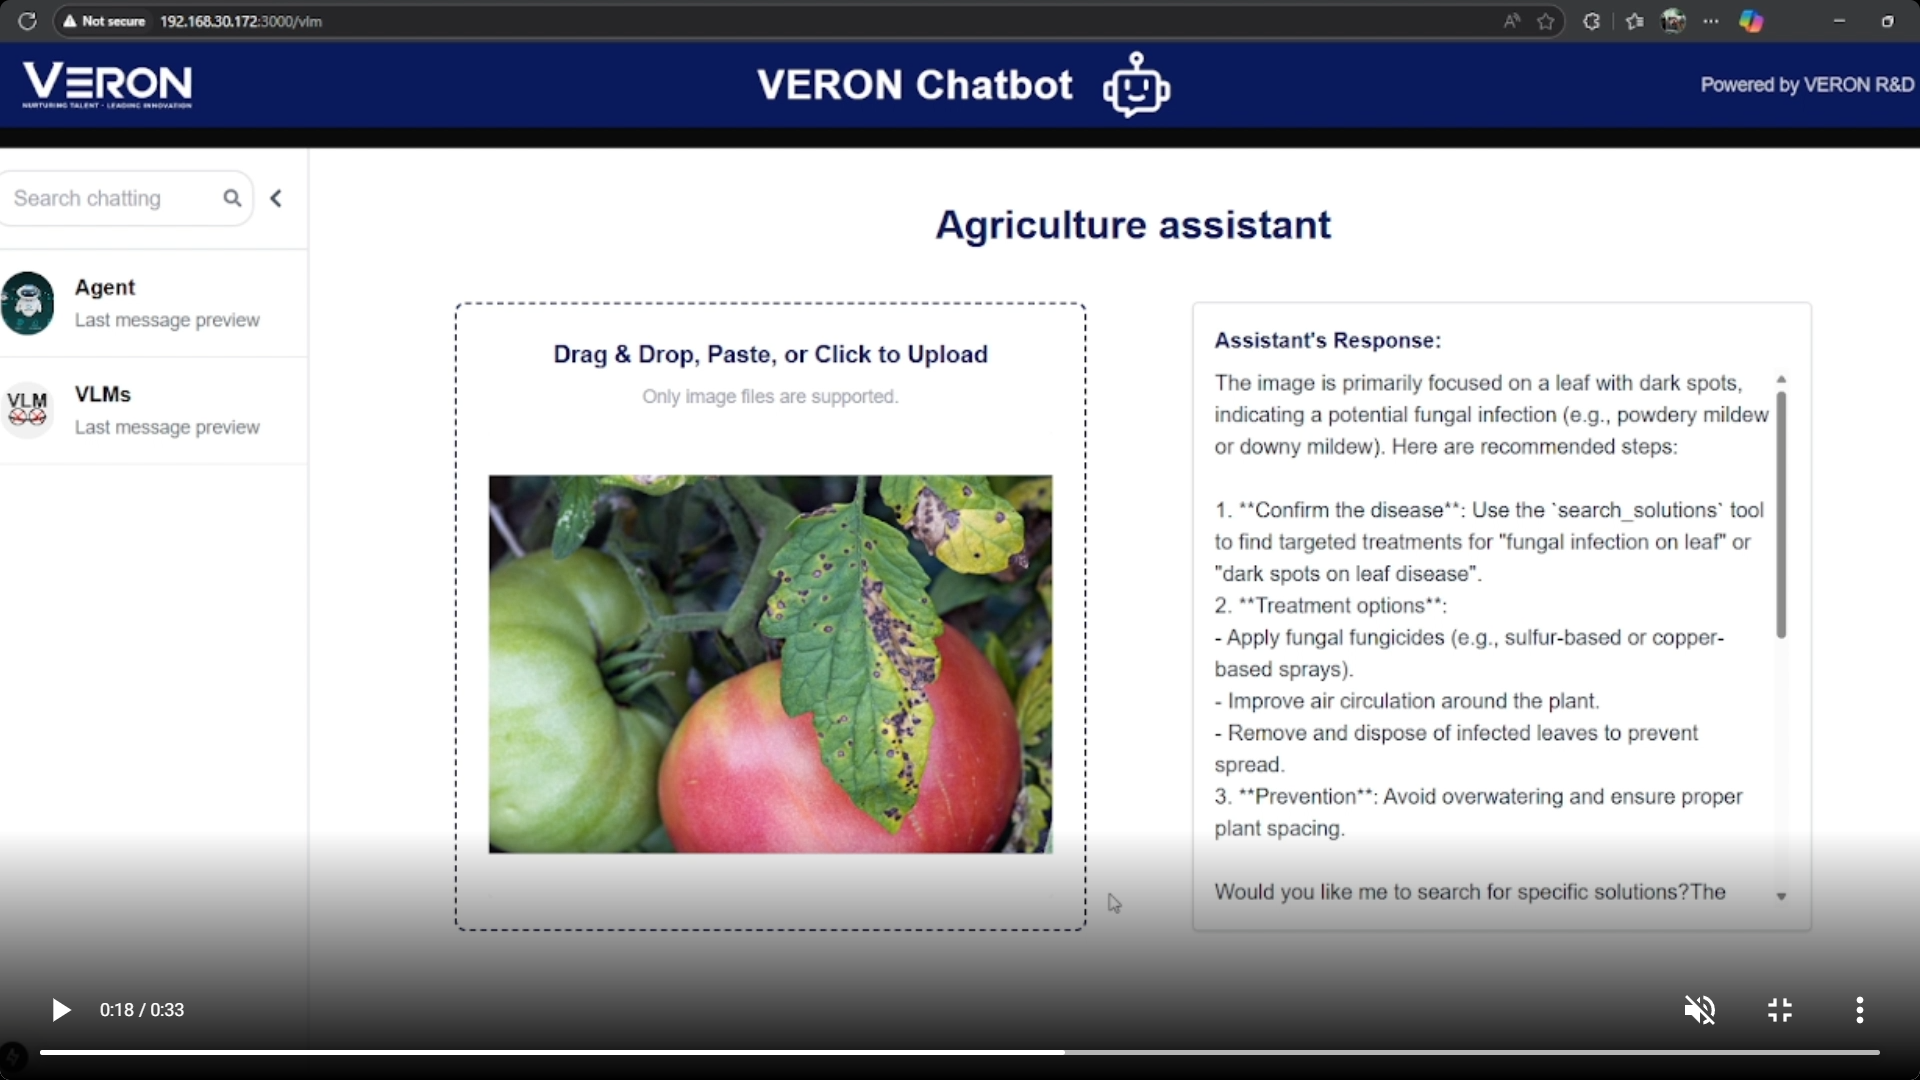 Not secure 192.168.30.172:3000/vlm
VERON
NURTURING TALENT - LEADING INNOVATION
VERON Chatbot
Powered by VERON R&D
Search chatting
Agent
Last message preview
VLM
VLMs
Last message preview
Agriculture assistant
Drag & Drop, Paste, or Click to Upload
Only image files are supported.
Assistant's Response:
The image is primarily focused on a leaf with dark spots,
indicating a potential fungal infection (e.g., powdery mildew
or downy mildew). Here are recommended steps:
1. **Confirm the disease**: Use the `search_solutions` tool
to find targeted treatments for "fungal infection on leaf" or
"dark spots on leaf disease".
2. **Treatment options**:
- Apply fungal fungicides (e.g., sulfur-based or copper-
based sprays).
- Improve air circulation around the plant.
- Remove and dispose of infected leaves to prevent
spread.
3. **Prevention**: Avoid overwatering and ensure proper
plant spacing.
Would you like me to search for specific solutions?The
0:18 / 0:33